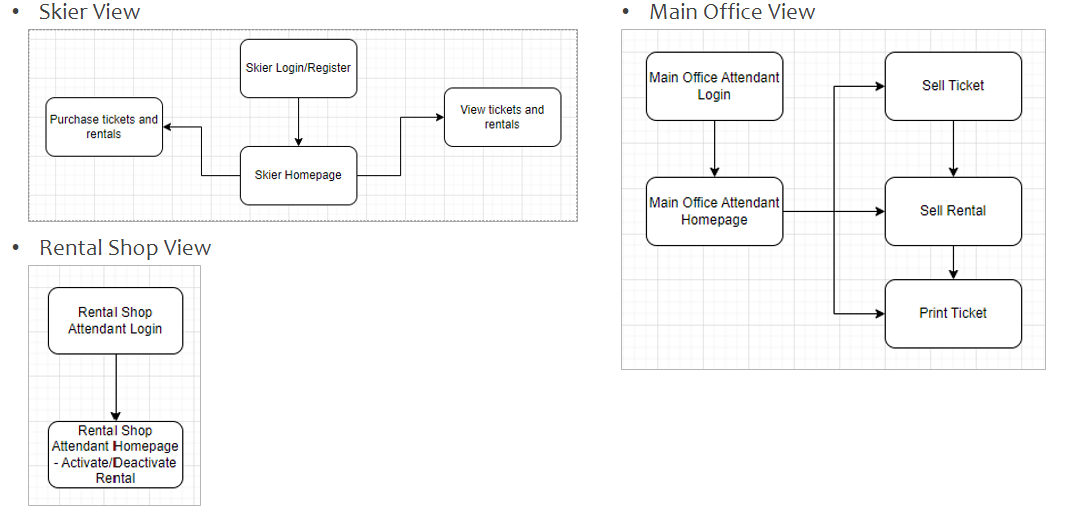 • Skier View
Skier Login/Register
Purchase tickets and
rentals
View tickets and
rentals
Skier Homepage
• Rental Shop View
Rental Shop
Attendant Login
Rental Shop
Attendant Homepage
- Activate/Deactivate
Rental
• Main Office View
Main Office Attendant
Login
Sell Ticket
Main Office Attendant
Homepage
Sell Rental
Print Ticket